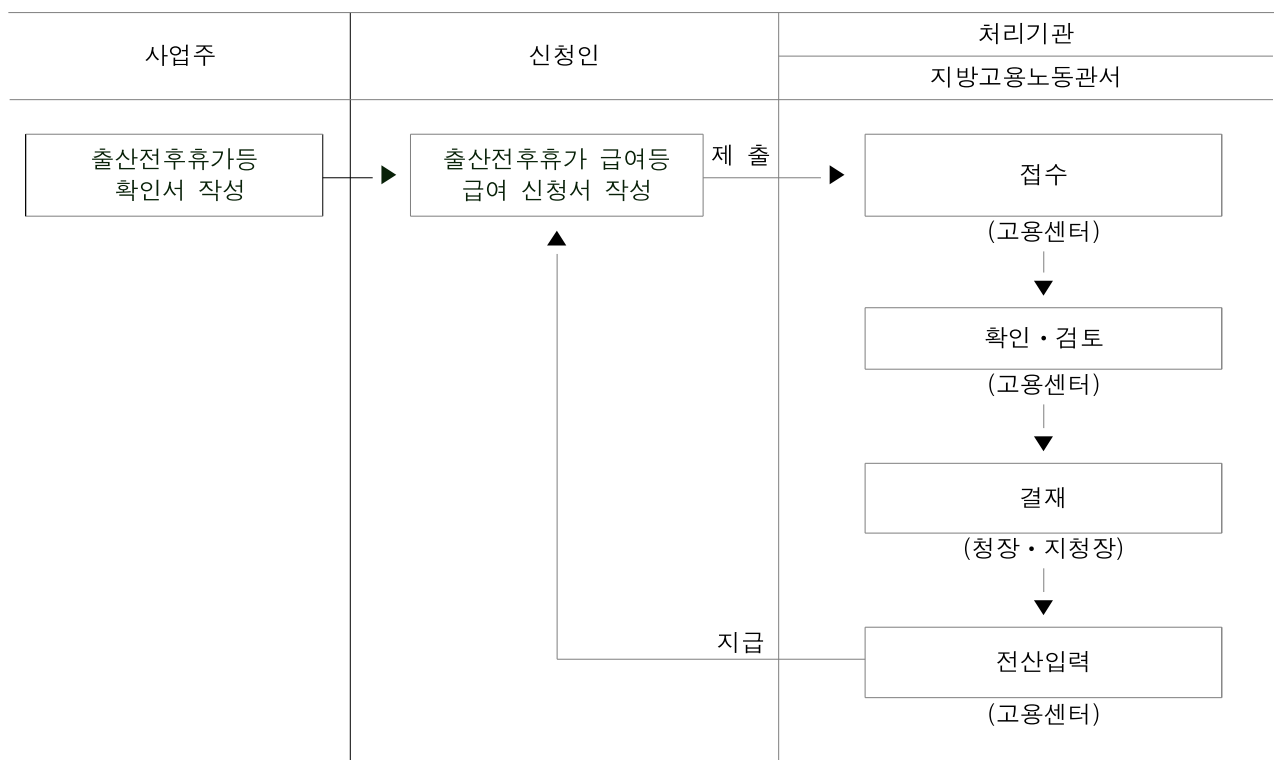 사업주
신청인
처리기관
지방고용노동관서
출산전후휴가등
확인서 작성
출산전후휴가 급여등
급여 신청서 작성
제 출
접수
(고용센터)
확인・검토
(고용센터)
결재
(청장・지청장)
지급
전산입력
(고용센터)